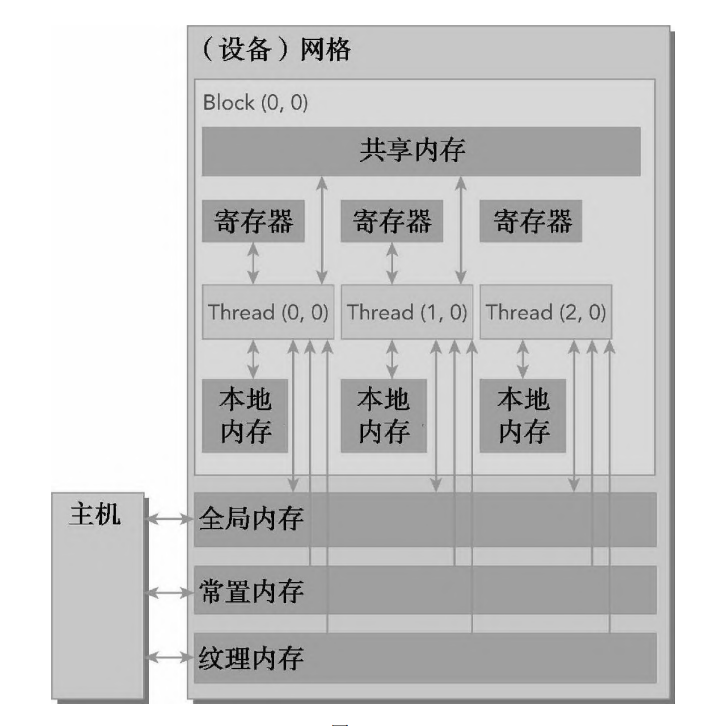 （设备）网格
Block (0, 0)
共享内存
寄存器
寄存器
寄存器
Thread (0, 0)
Thread (1, 0)
Thread (2, 0)
本地
内存
本地
内存
本地
内存
主机
全局内存
常置内存
纹理内存